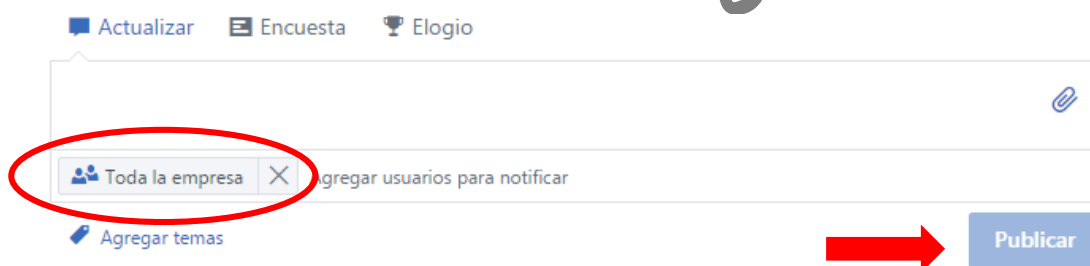 Actualizar Encuesta Elogio
Toda la empresa Agregar usuarios para notificar
Agregar temas
Publicar